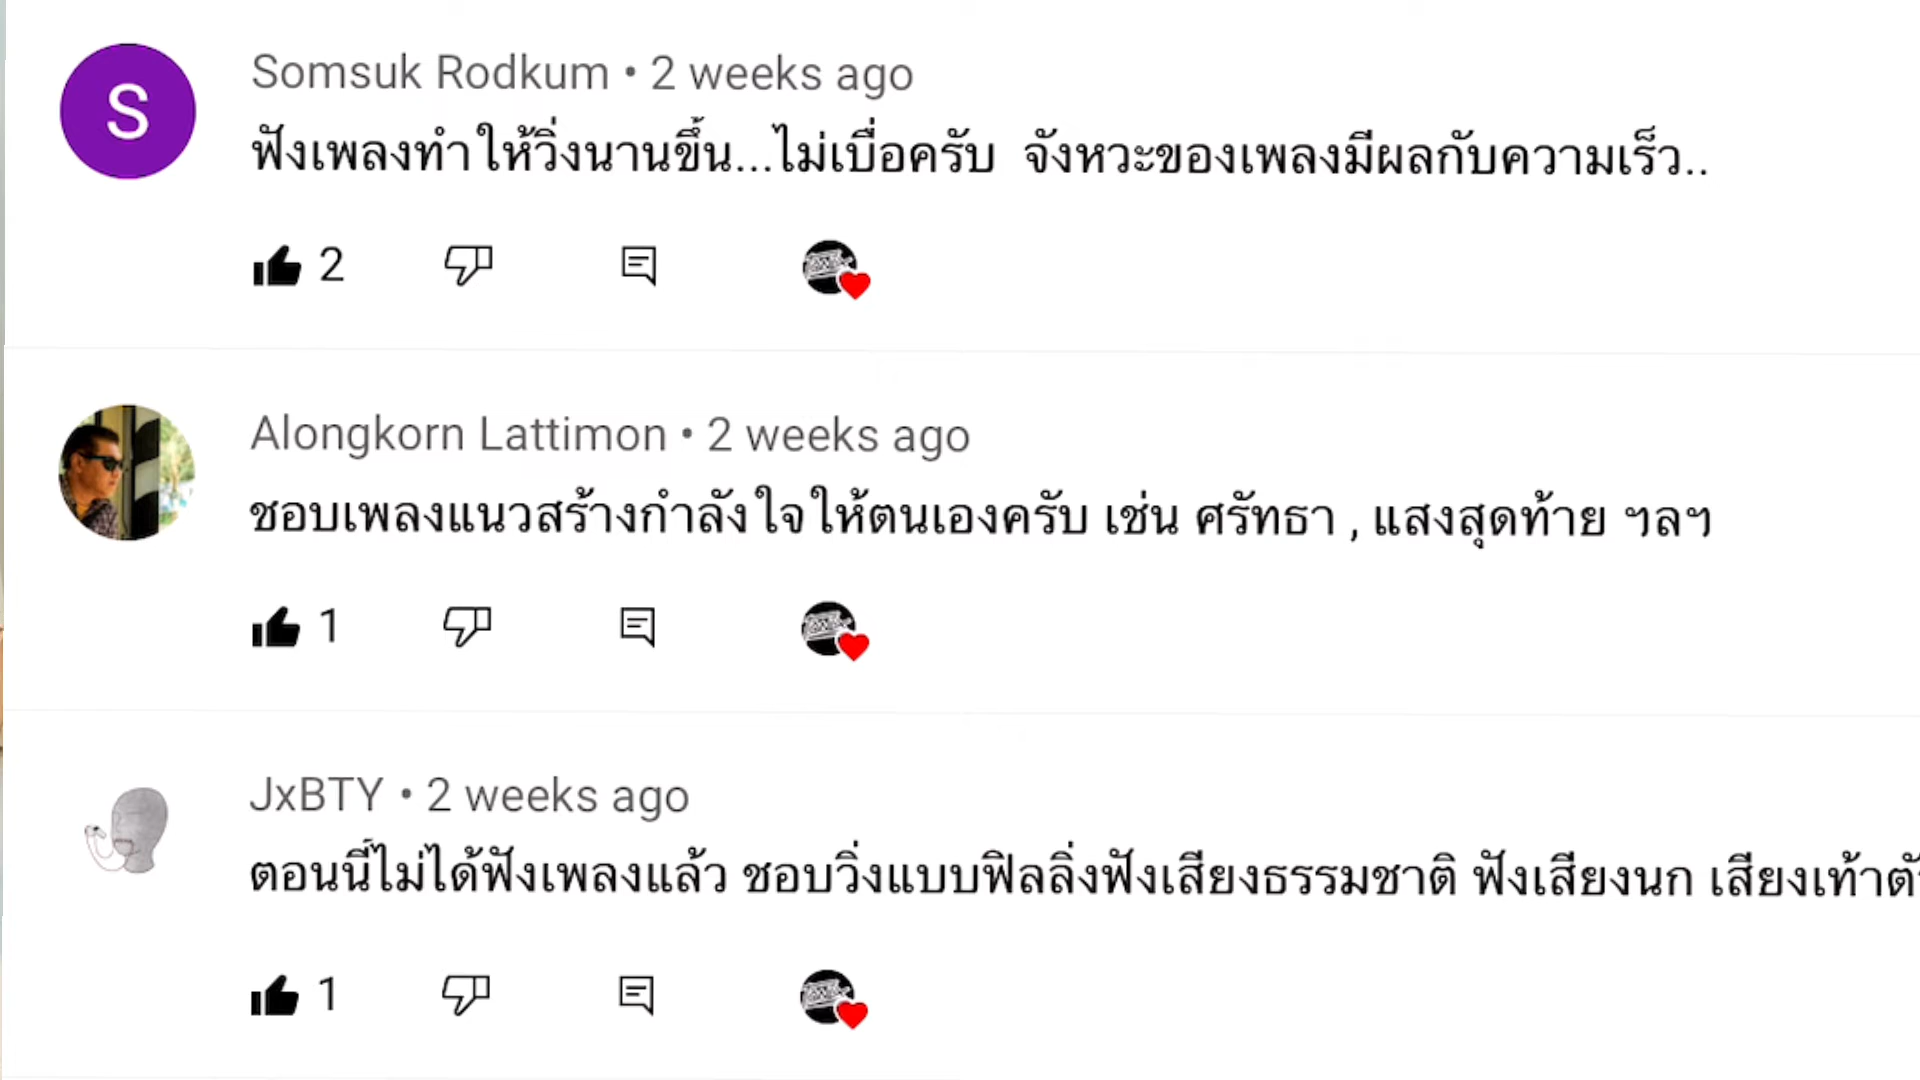 S
Somsuk Rodkum • 2 weeks ago
ฟังเพลงทำให้วิ่งนานขึ้น...ไม่เบื่อครับ จังหวะของเพลงมีผลกับความเร็ว..
2
Alongkorn Lattimon • 2 weeks ago
ชอบเพลงแนวสร้างกำลังใจให้ตนเองครับ เช่น ศรัทธา , แสงสุดท้าย ฯลฯ
1
JxBTY • 2 weeks ago
ตอนนี้ไม่ได้ฟังเพลงแล้ว ชอบวิ่งแบบฟิลลิ่งฟังเสียงธรรมชาติ ฟังเสียงนก เสียงเท้า
1